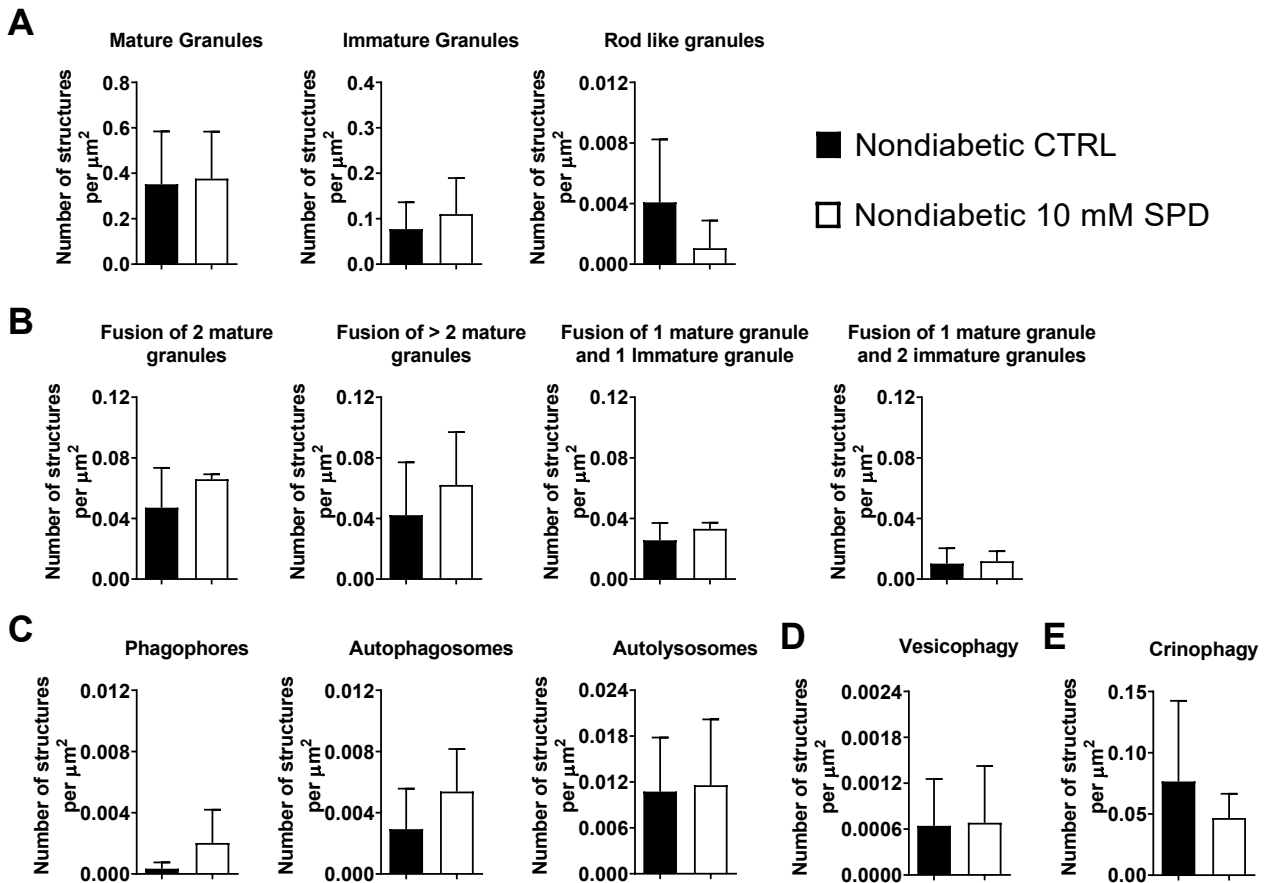 A
Mature Granules
Number of structures
per μm²
0.8
0.6
0.4
0.2
0.0
Immature Granules
Number of structures
per μm²
0.4
0.3
0.2
0.1
0.0
Rod like granules
Number of structures
per μm²
0.012
0.008
0.004
0.000
Nondiabetic CTRL
Nondiabetic 10 mM SPD
B
Fusion of 2 mature
granules
Number of structures
per μm²
0.12
0.08
0.04
0.00
Fusion of > 2 mature
granules
Number of structures
per μm²
0.12
0.08
0.04
0.00
Fusion of 1 mature granule
and 1 Immature granule
Number of structures
per μm²
0.12
0.08
0.04
0.00
Fusion of 1 mature granule
and 2 immature granules
Number of structures
per μm²
0.12
0.08
0.04
0.00
C
Phagophores
Number of structures
per μm²
0.012
0.008
0.004
0.000
Autophagosomes
Number of structures
per μm²
0.012
0.008
0.004
0.000
Autolysosomes
Number of structures
per μm²
0.024
0.018
0.012
0.006
0.000
D
Vesicophagy
Number of structures
per μm²
0.0024
0.0018
0.0012
0.0006
0.0000
E
Crinophagy
Number of structures
per μm²
0.15
0.10
0.05
0.00